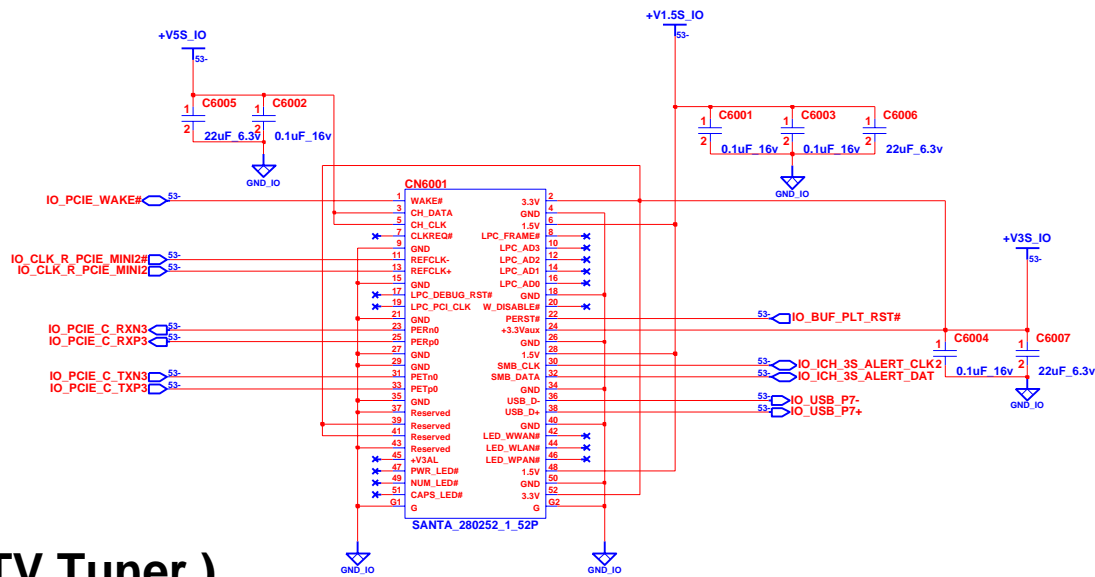 +V1.5S_IO
53-
+V5S_IO
53-
C6005
C6002
1
2
22uF_6.3v
1
2
0.1uF_16v
GND_IO
C6001
C6003
C6006
1
2
0.1uF_16v
1
2
0.1uF_16v
1
2
22uF_6.3v
GND_IO
CN6001
IO_PCIE_WAKE# 53- 1 WAKE# 3.3V 2
3 CH_DATA GND 4
5 CH_CLK 1.5V 6
7 CLKREQ# LPC_FRAME# 8
9 GND LPC_AD3 10
IO_CLK_R_PCIE_MINI2# 53- 11 REFCLK- LPC_AD2 12
IO_CLK_R_PCIE_MINI2 53- 13 REFCLK+ LPC_AD1 14
15 GND LPC_AD0 16
17 LPC_DEBUG_RST# GND 18
19 LPC_PCI_CLK W_DISABLE# 20
21 GND PERST# 22 53- IO_BUF_PLT_RST#
IO_PCIE_C_RXN3 53- 23 PERn0 +3.3Vaux 24
IO_PCIE_C_RXP3 53- 25 PERp0 GND 26
27 GND 1.5V 28
29 GND SMB_CLK 30 53- IO_ICH_3S_ALERT_CLK
IO_PCIE_C_TXN3 53- 31 PETn0 SMB_DATA 32 53- IO_ICH_3S_ALERT_DAT
IO_PCIE_C_TXP3 53- 33 PETp0 GND 34
35 GND USB_D- 36 53- IO_USB_P7-
37 Reserved USB_D+ 38 53- IO_USB_P7+
39 Reserved GND 40
41 Reserved LED_WWAN# 42
43 Reserved LED_WLAN# 44
45 +V3AL LED_WPAN# 46
47 PWR_LED# 1.5V 48
49 NUM_LED# GND 50
51 CAPS_LED# 3.3V 52
G1 G G G2
SANTA_280252_1_52P
+V3S_IO
53-
C6004
C6007
1
2
0.1uF_16v
1
2
22uF_6.3v
GND_IO
GND_IO
GND_IO
TV Tuner )